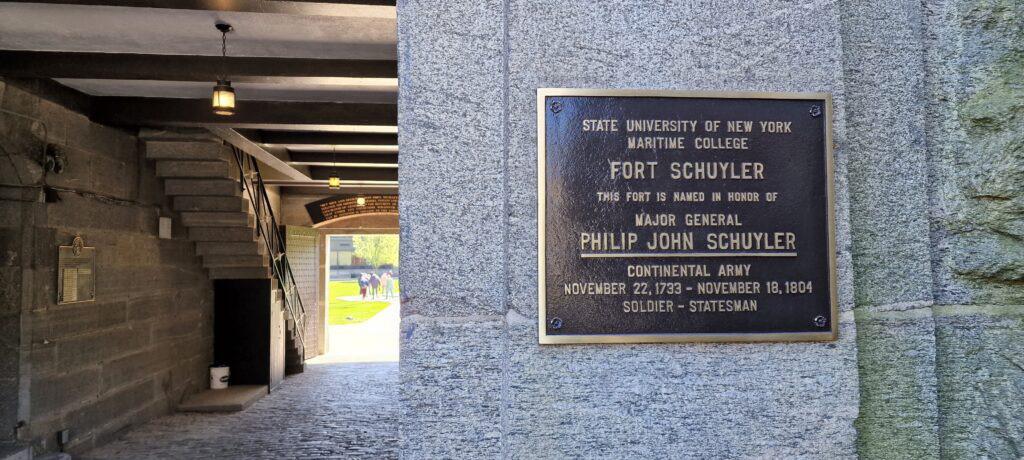 STATE UNIVERSITY OF NEW YORK
MARITIME COLLEGE
FORT SCHUYLER
THIS FORT IS NAMED IN HONOR OF
MAJOR GENERAL
PHILIP JOHN SCHUYLER
CONTINENTAL ARMY
NOVEMBER 22, 1733 - NOVEMBER 18, 1804
SOLDIER - STATESMAN